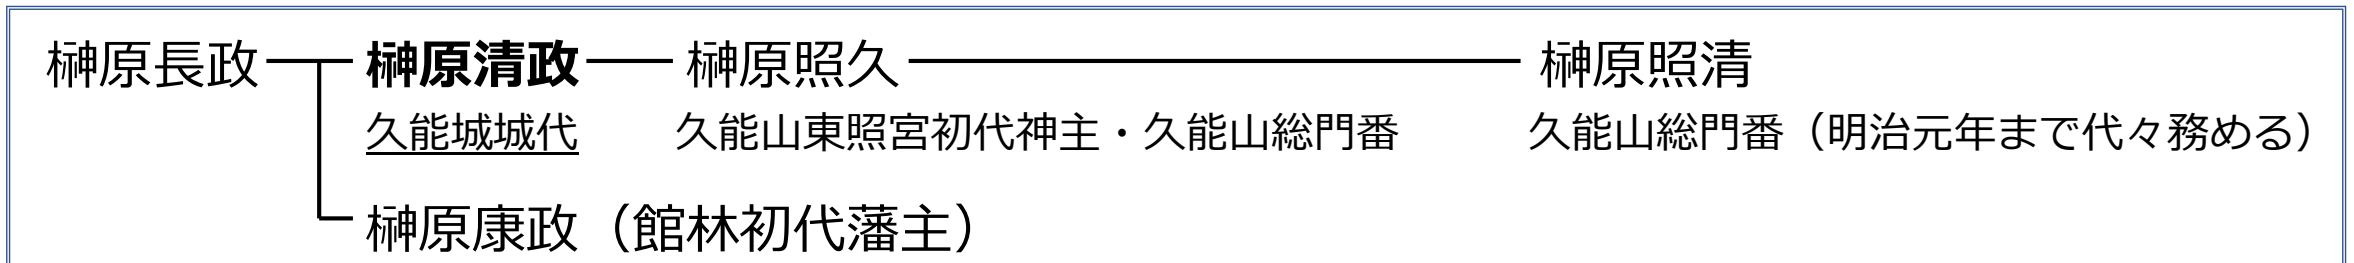 榊原長政 榊原清政 榊原照久 榊原照清
久能城城代 久能山東照宮初代神主・久能山総門番 久能山総門番（明治元年まで代々務める）
榊原康政（館林初代藩主）